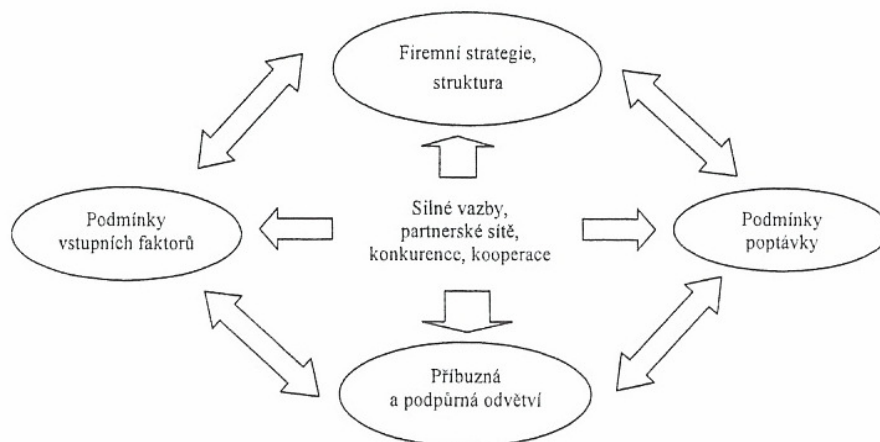 Firemní strategie,
struktura
Podmínky
vstupních faktorů
Silné vazby,
partnerské sítě,
konkurence, kooperace
Podmínky
poptávky
Příbuzná
a podpůrná odvětví